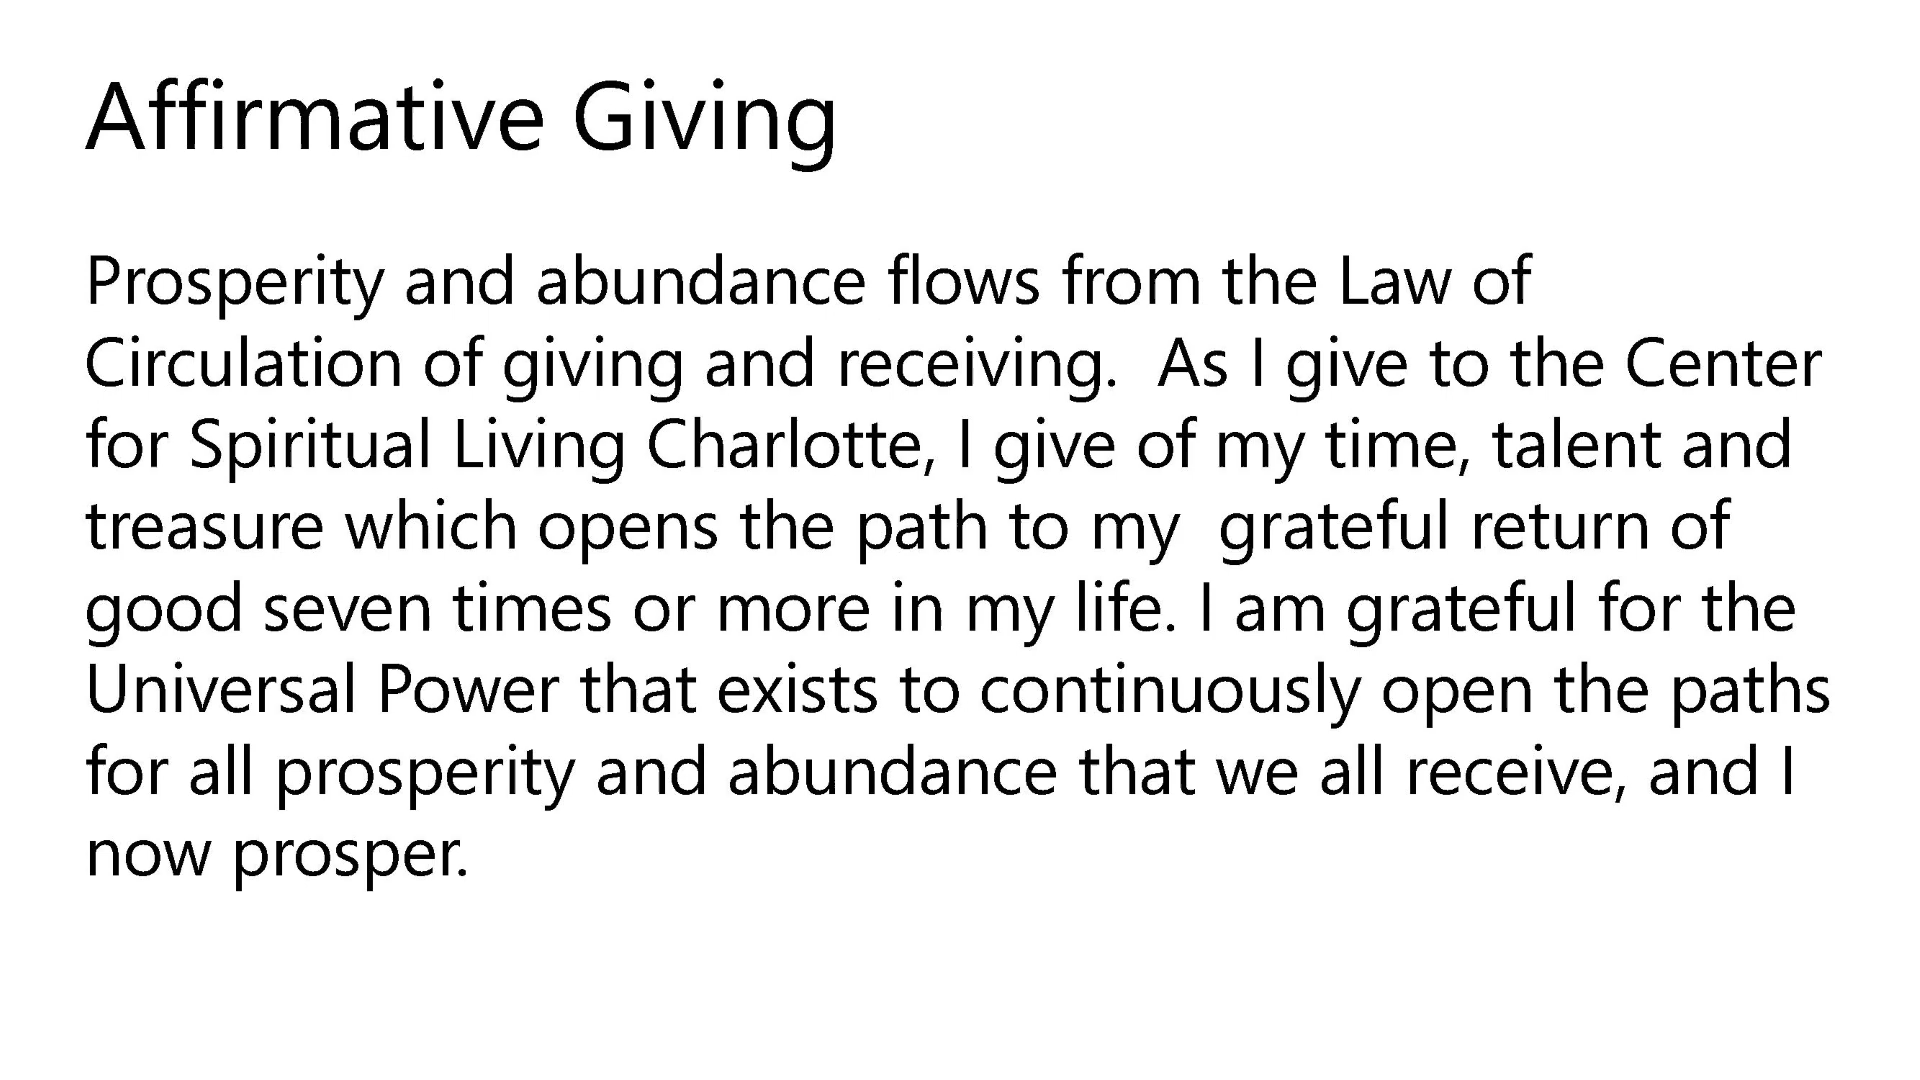 Affirmative Giving
Prosperity and abundance flows from the Law of
Circulation of giving and receiving.  As I give to the Center
for Spiritual Living Charlotte, I give of my time, talent and
treasure which opens the path to my  grateful return of
good seven times or more in my life. I am grateful for the
Universal Power that exists to continuously open the paths
for all prosperity and abundance that we all receive, and I
now prosper.